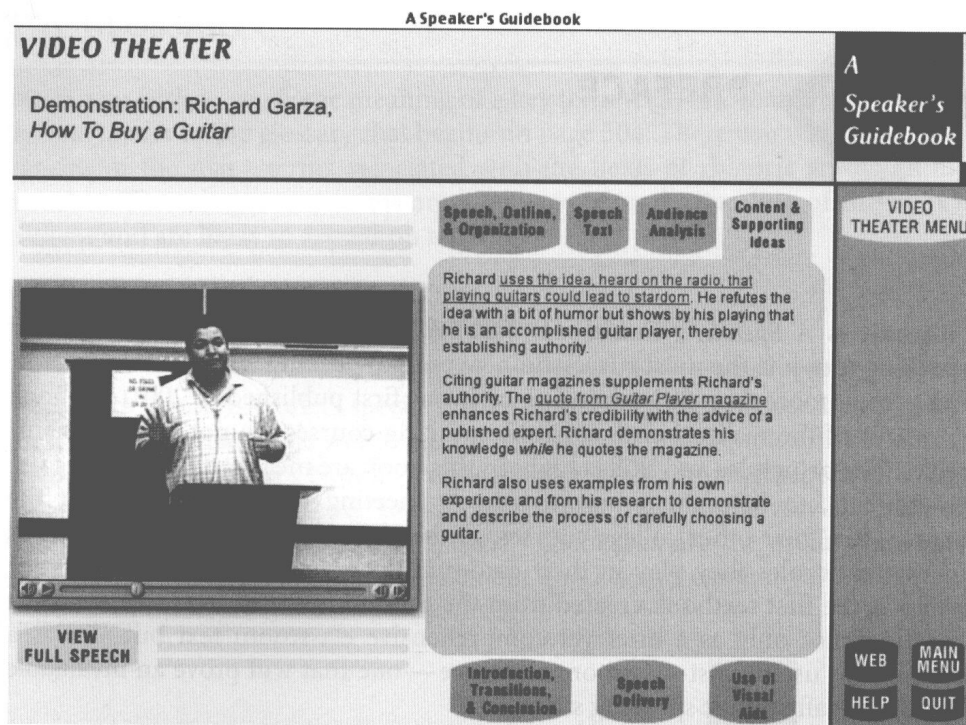 A Speaker's Guidebook
VIDEO THEATER
Demonstration: Richard Garza,
How To Buy a Guitar
A
Speaker's
Guidebook
Speech, Outline,
& Organization
Speech
Text
Audience
Analysis
Content &
Supporting
Ideas
VIDEO
THEATER MENU
Richard uses the idea, heard on the radio, that
playing guitars could lead to stardom. He refutes the
idea with a bit of humor but shows by his playing that
he is an accomplished guitar player, thereby
establishing authority.
Citing guitar magazines supplements Richard's
authority. The quote from Guitar Player magazine
enhances Richard's credibility with the advice of a
published expert. Richard demonstrates his
knowledge while he quotes the magazine.
Richard also uses examples from his own
experience and from his research to demonstrate
and describe the process of carefully choosing a
guitar.
VIEW
FULL SPEECH
Introduction,
Transitions,
& Conclusion
Speech
Delivery
Use of
Visual
Aids
WEB
MAIN
MENU
HELP
QUIT